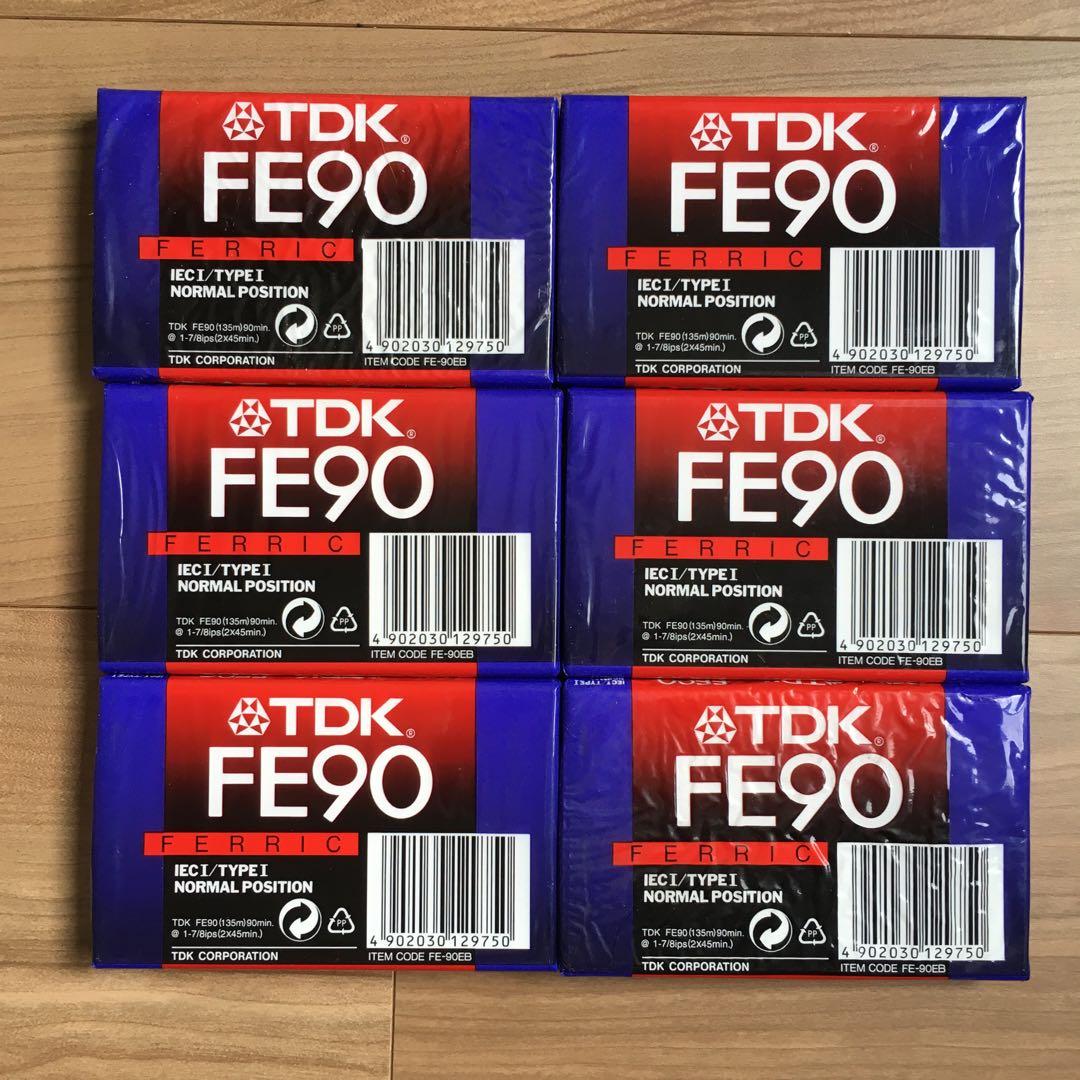 TDK®
FE90
FERRIC
IECI/TYPEI
NORMAL POSITION
TDK FE90(135m)90min.
@ 1-7/8ips(2X45min.)
PP
TDK CORPORATION
4 902030 129750
ITEM CODE FE-90EB
TDK®
FE90
FERRIC
IECI/TYPEI
NORMAL POSITION
TDK FE90(135m)90min.
@ 1-7/8ips(2X45min.)
PP
TDK CORPORATION
4 902030 129750
ITEM CODE FE-90EB
TDK®
FE90
FERRIC
IECI/TYPEI
NORMAL POSITION
TDK FE90(135m)90min.
@ 1-7/8ips(2X45min.)
PP
TDK CORPORATION
4 902030 129750
ITEM CODE FE-90EB
TDK®
FE90
FERRIC
IECI/TYPEI
NORMAL POSITION
TDK FE90(135m)90min.
@ 1-7/8ips(2X45min.)
PP
TDK CORPORATION
4 902030 129750
ITEM CODE FE-90EB
TDK®
FE90
FERRIC
IECI/TYPEI
NORMAL POSITION
TDK FE90(135m)90min.
@ 1-7/8ips(2X45min.)
PP
TDK CORPORATION
4 902030 129750
ITEM CODE FE-90EB
IECI/TYPEI
TDK®
FE90
FERRIC
IECI/TYPEI
NORMAL POSITION
TDK FE90(135m)90min.
@ 1-7/8ips(2X45min.)
PP
TDK CORPORATION
4 902030 129750
ITEM CODE FE-90EB